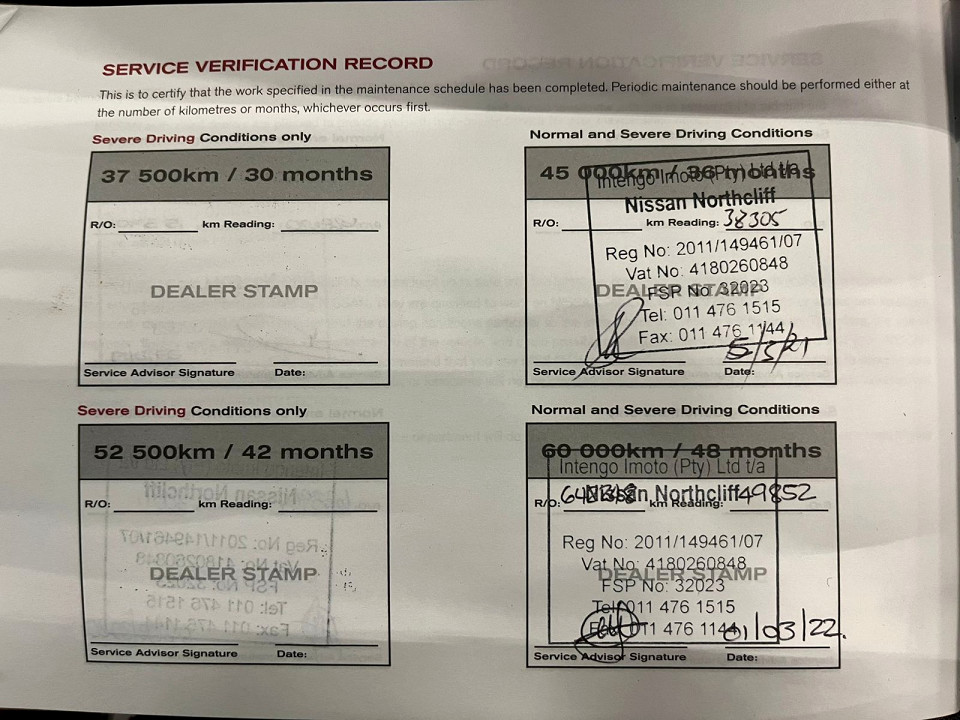 SERVICE VERIFICATION RECORD
This is to certify that the work specified in the maintenance schedule has been completed. Periodic maintenance should be performed either at
the number of kilometres or months, whichever occurs first.
Severe Driving Conditions only
37 500km / 30 months
R/O: km Reading:
DEALER STAMP
Service Advisor Signature Date:
Normal and Severe Driving Conditions
45 000km / 36 months
Intengo Imoto (Pty) Ltd t/a
Nissan Northcliff
R/O: km Reading: 38305
Reg No: 2011/149461/07
Vat No: 4180260848
DEALER STAMP
FSP No: 32023
Tel: 011 476 1515
Fax: 011 476 1144
5/5/21
Service Advisor Signature Date:
Severe Driving Conditions only
52 500km / 42 months
R/O: km Reading:
DEALER STAMP
Service Advisor Signature Date:
Normal and Severe Driving Conditions
60 000km / 48 months
Intengo Imoto (Pty) Ltd t/a
Nissan Northcliff
R/O: km Reading: 49852
Reg No: 2011/149461/07
Vat No: 4180260848
DEALER STAMP
FSP No: 32023
Tel: 011 476 1515
Fax: 011 476 1144
01/03/22.
Service Advisor Signature Date: